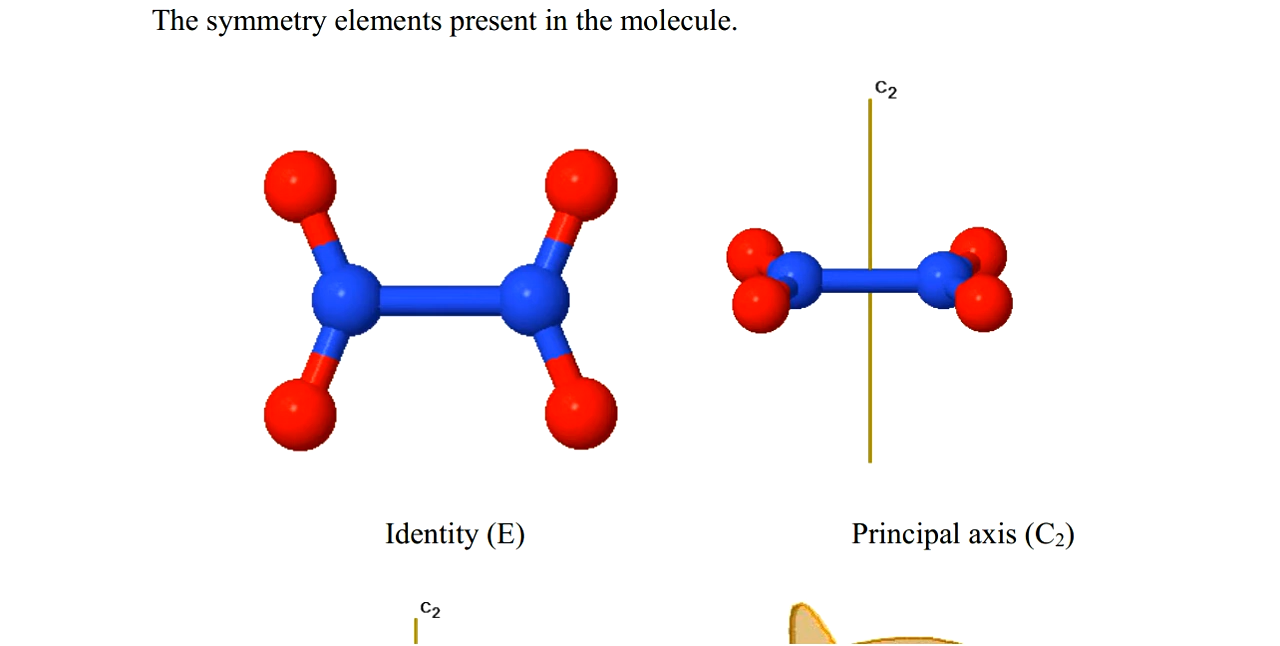 The symmetry elements present in the molecule.
C₂
Identity (E)
Principal axis (C₂)
C₂